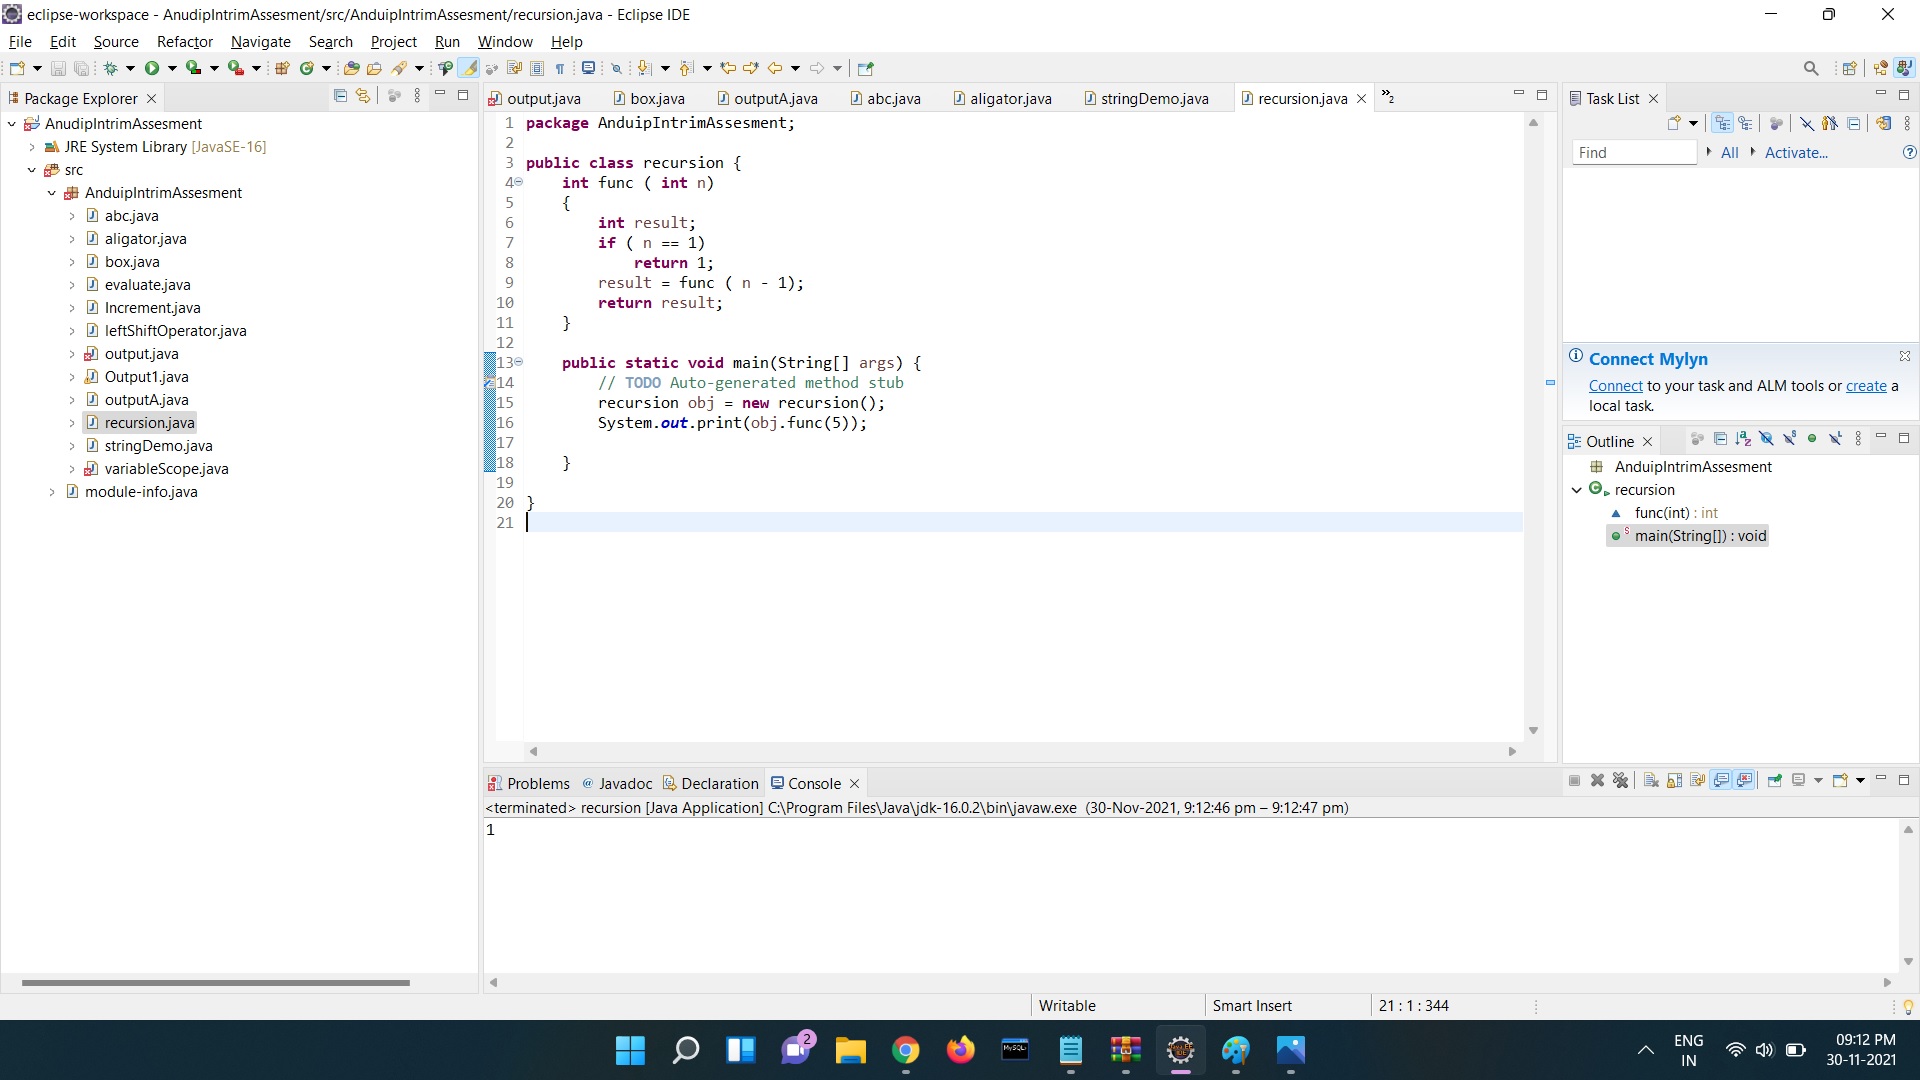 eclipse-workspace - AnudipIntrimAssesment/src/AnduipIntrimAssesment/recursion.java - Eclipse IDE
File Edit Source Refactor Navigate Search Project Run Window Help
Package Explorer
AnudipIntrimAssesment
JRE System Library [JavaSE-16]
src
AnduipIntrimAssesment
abc.java
aligator.java
box.java
evaluate.java
Increment.java
leftShiftOperator.java
output.java
Output1.java
outputA.java
recursion.java
stringDemo.java
variableScope.java
module-info.java
output.java box.java outputA.java abc.java aligator.java stringDemo.java recursion.java »2
1 package AnduipIntrimAssesment;
2
3 public class recursion {
4 int func ( int n)
5 {
6 int result;
7 if ( n == 1)
8 return 1;
9 result = func ( n - 1);
10 return result;
11 }
12
13 public static void main(String[] args) {
14 // TODO Auto-generated method stub
15 recursion obj = new recursion();
16 System.out.print(obj.func(5));
17
18 }
19
20 }
21
Task List
Find All Activate...
Connect Mylyn
Connect to your task and ALM tools or create a
local task.
Outline
AnduipIntrimAssesment
recursion
func(int) : int
main(String[]) : void
Problems @ Javadoc Declaration Console
<terminated> recursion [Java Application] C:\Program Files\Java\jdk-16.0.2\bin\javaw.exe (30-Nov-2021, 9:12:46 pm – 9:12:47 pm)
1
Writable Smart Insert 21 : 1 : 344
2
MySQL
IDE
ENG
IN
09:12 PM
30-11-2021